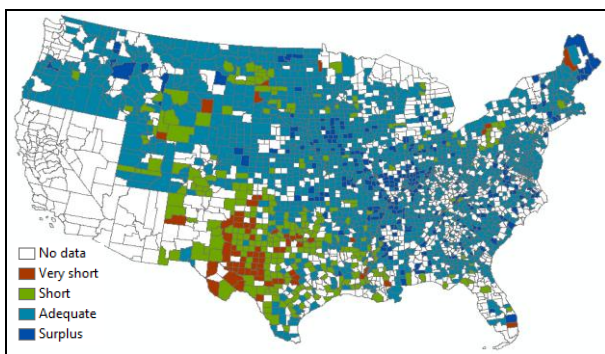 No data
Very short
Short
Adequate
Surplus